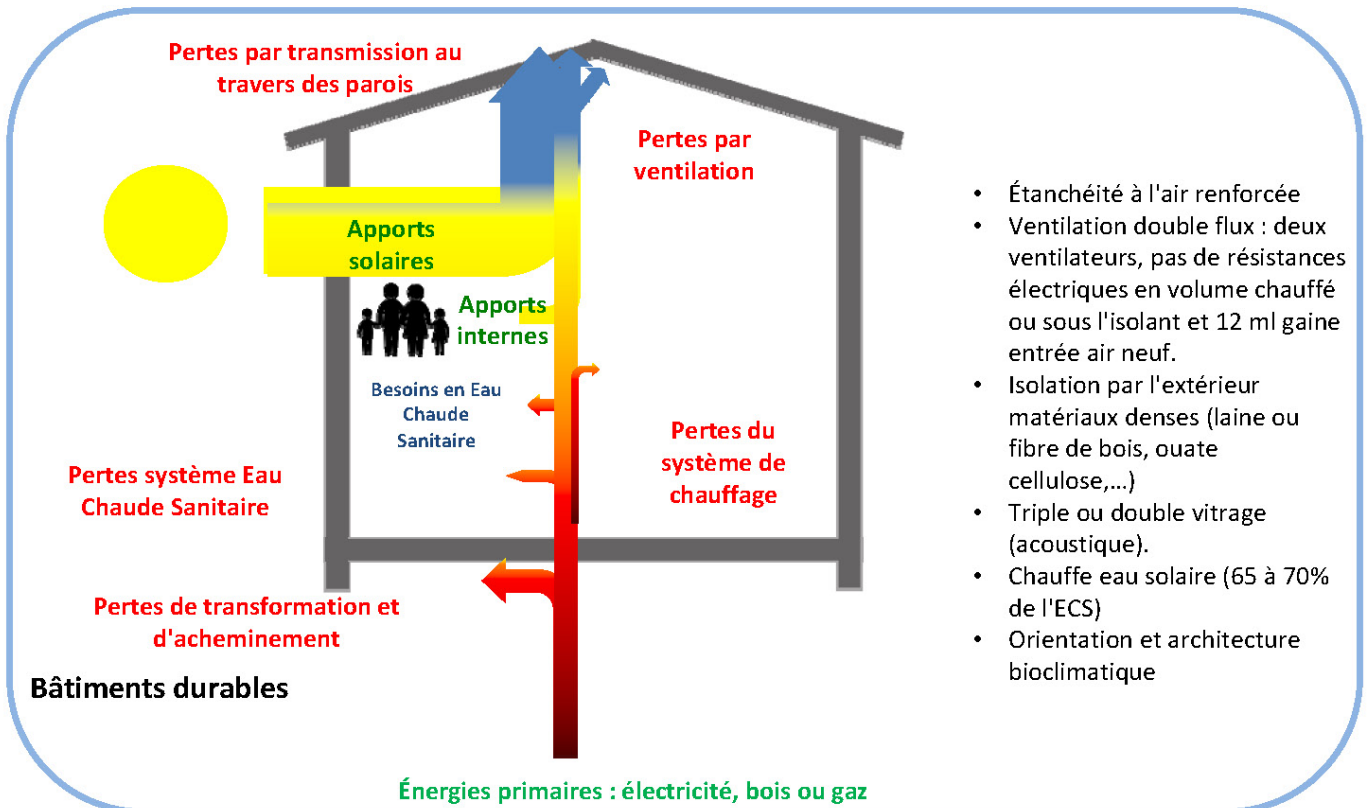 Pertes par transmission au
travers des parois
Pertes par
ventilation
Apports
solaires
Apports
internes
Besoins en Eau
Chaude
Sanitaire
Pertes du
système de
chauffage
Pertes système Eau
Chaude Sanitaire
Pertes de transformation et
d'acheminement
Bâtiments durables
Énergies primaires : électricité, bois ou gaz
• Étanchéité à l'air renforcée
• Ventilation double flux : deux
ventilateurs, pas de résistances
électriques en volume chauffé
ou sous l'isolant et 12 ml gaine
entrée air neuf.
• Isolation par l'extérieur
matériaux denses (laine ou
fibre de bois, ouate
cellulose,...)
• Triple ou double vitrage
(acoustique).
• Chauffe eau solaire (65 à 70%
de l'ECS)
• Orientation et architecture
bioclimatique